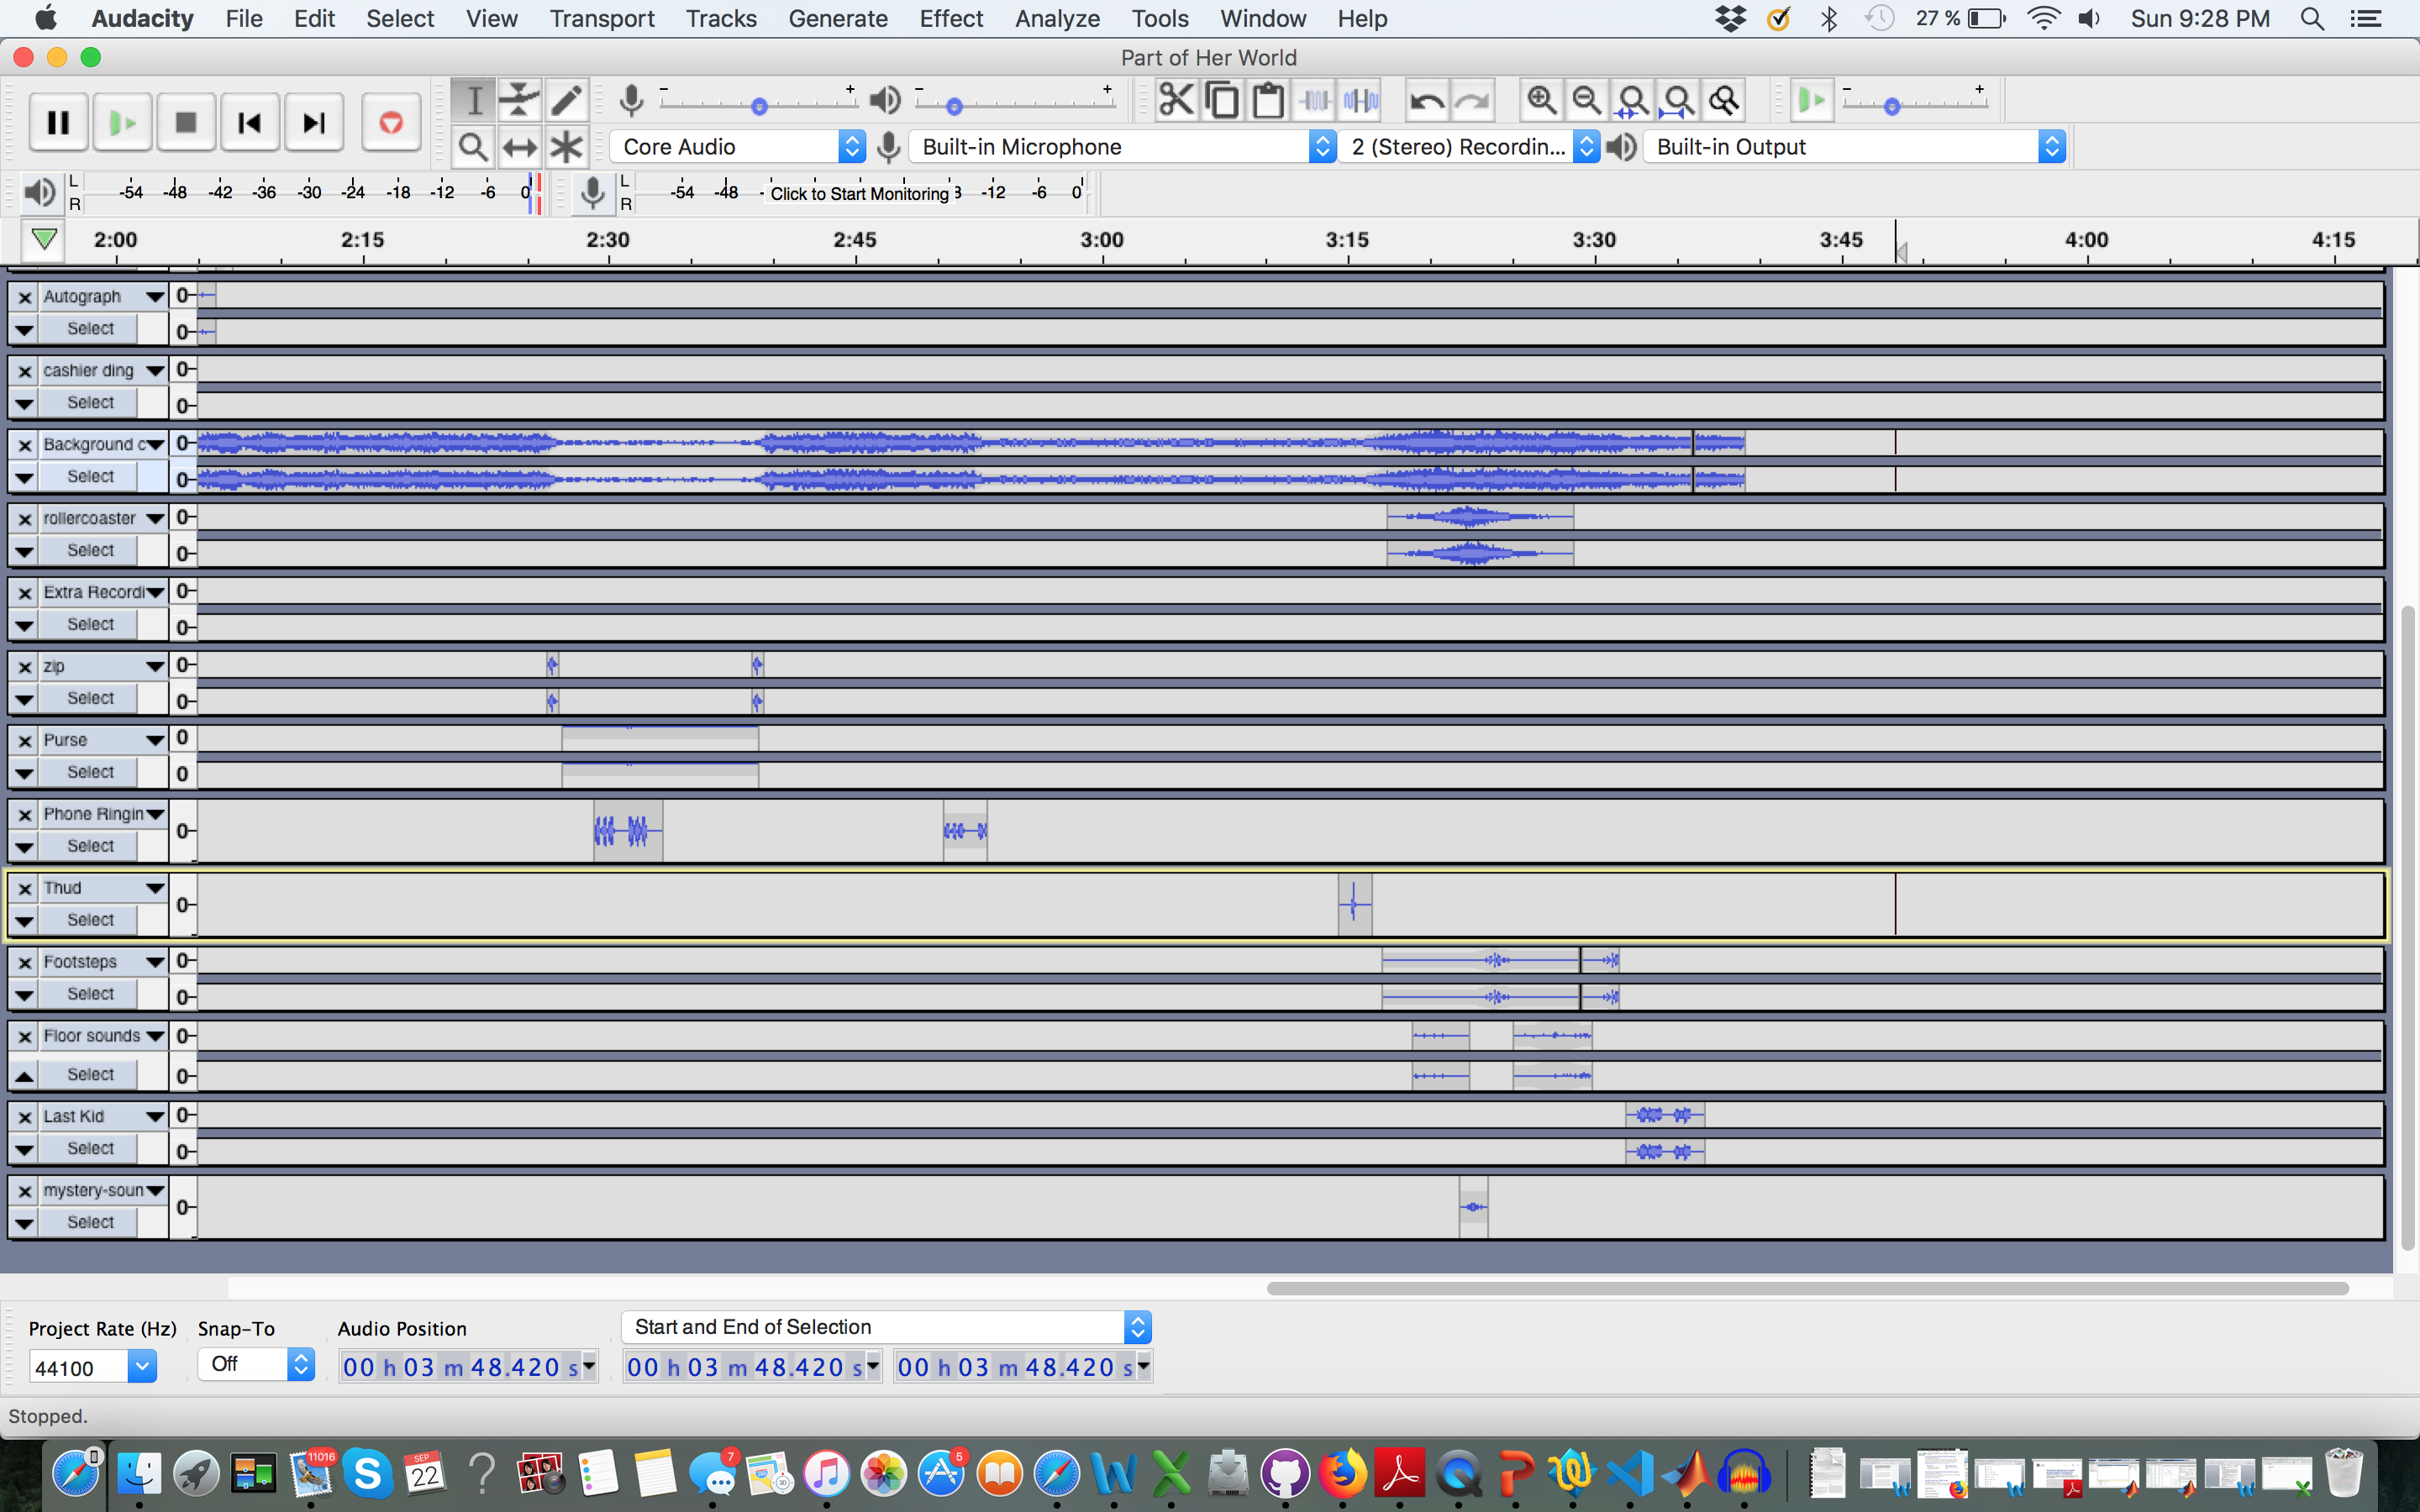 Audacity File Edit Select View Transport Tracks Generate Effect Analyze Tools Window Help 27 % Sun 9:28 PM
Part of Her World
- + - + - +
Core Audio Built-in Microphone 2 (Stereo) Recordin... Built-in Output
L R -54 -48 -42 -36 -30 -24 -18 -12 -6 0 L R -54 -48 - Click to Start Monitoring 8 -12 -6 0
2:00 2:15 2:30 2:45 3:00 3:15 3:30 3:45 4:00 4:15
Autograph 0-
Select 0-
cashier ding 0-
Select 0-
Background c 0-
Select 0-
rollercoaster 0-
Select 0-
Extra Recordi 0-
Select 0-
zip 0-
Select 0-
Purse 0
Select 0
Phone Ringin 0-
Select
Thud 0-
Select
Footsteps 0-
Select 0-
Floor sounds 0-
Select 0-
Last Kid 0-
Select 0-
mystery-soun 0-
Select
Project Rate (Hz) Snap-To Audio Position Start and End of Selection
44100 Off 00 h 03 m 48.420 s 00 h 03 m 48.420 s 00 h 03 m 48.420 s
Stopped.
11016 SEP 22 7 5